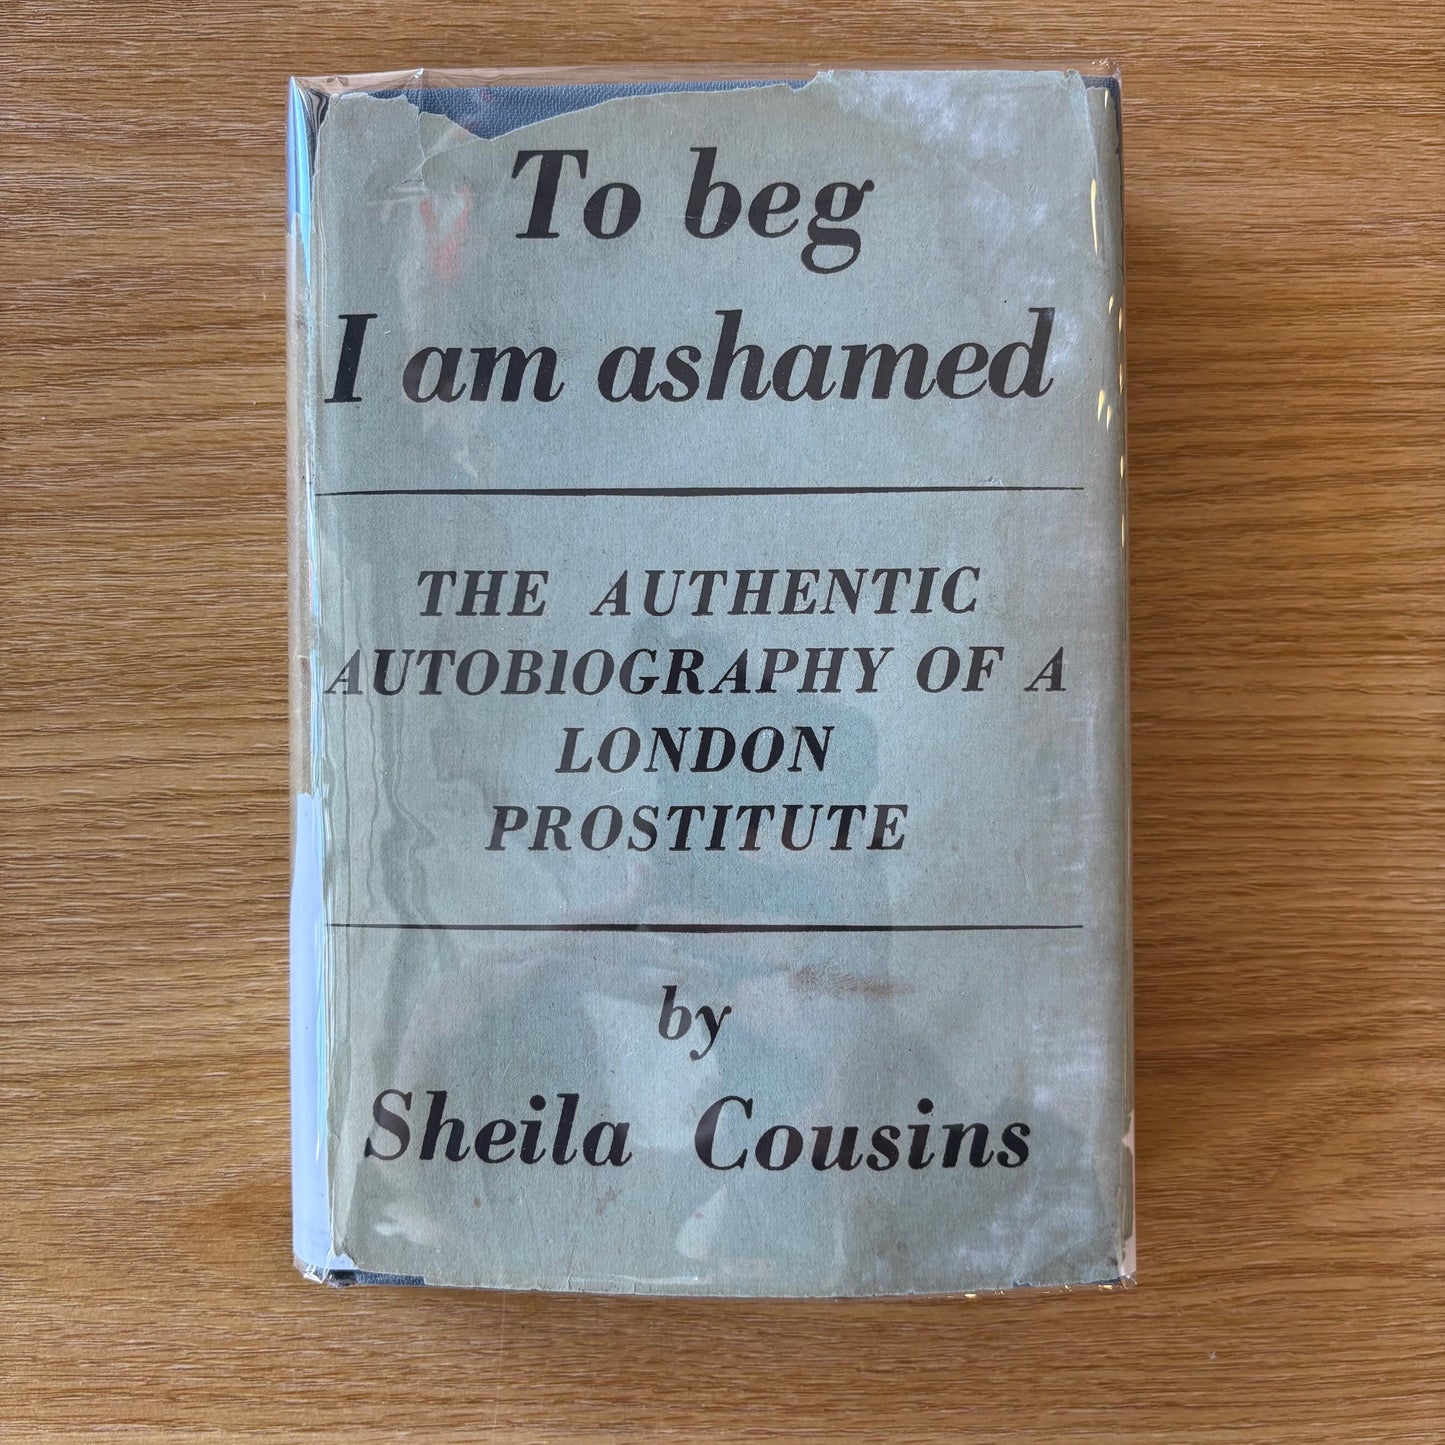 To beg
I am ashamed
THE AUTHENTIC
AUTOBIOGRAPHY OF A
LONDON
PROSTITUTE
by
Sheila Cousins